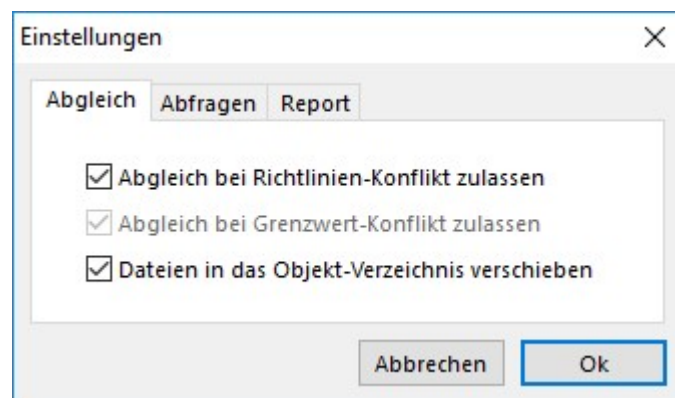 Einstellungen
Abgleich Abfragen Report
Abgleich bei Richtlinien-Konflikt zulassen
Abgleich bei Grenzwert-Konflikt zulassen
Dateien in das Objekt-Verzeichnis verschieben
Abbrechen Ok